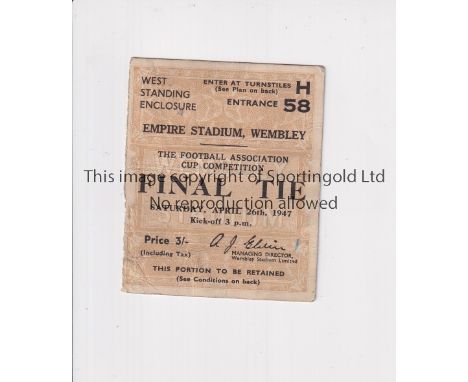 WEST
STANDING
ENCLOSURE
ENTER AT TURNSTILES
(See Plan on back)
H
ENTRANCE 58
EMPIRE STADIUM, WEMBLEY
THE FOOTBALL ASSOCIATION
CUP COMPETITION
This image copyright of Sportingold Ltd
FINAL TIE
No reproduction allowed
SATURDAY, APRIL 26th, 1947
Kick-off 3 p.m.
Price 3/-
(Including Tax)
A. J. Elvin
MANAGING DIRECTOR,
Wembley Stadium Limited
THIS PORTION TO BE RETAINED
(See Conditions on back)